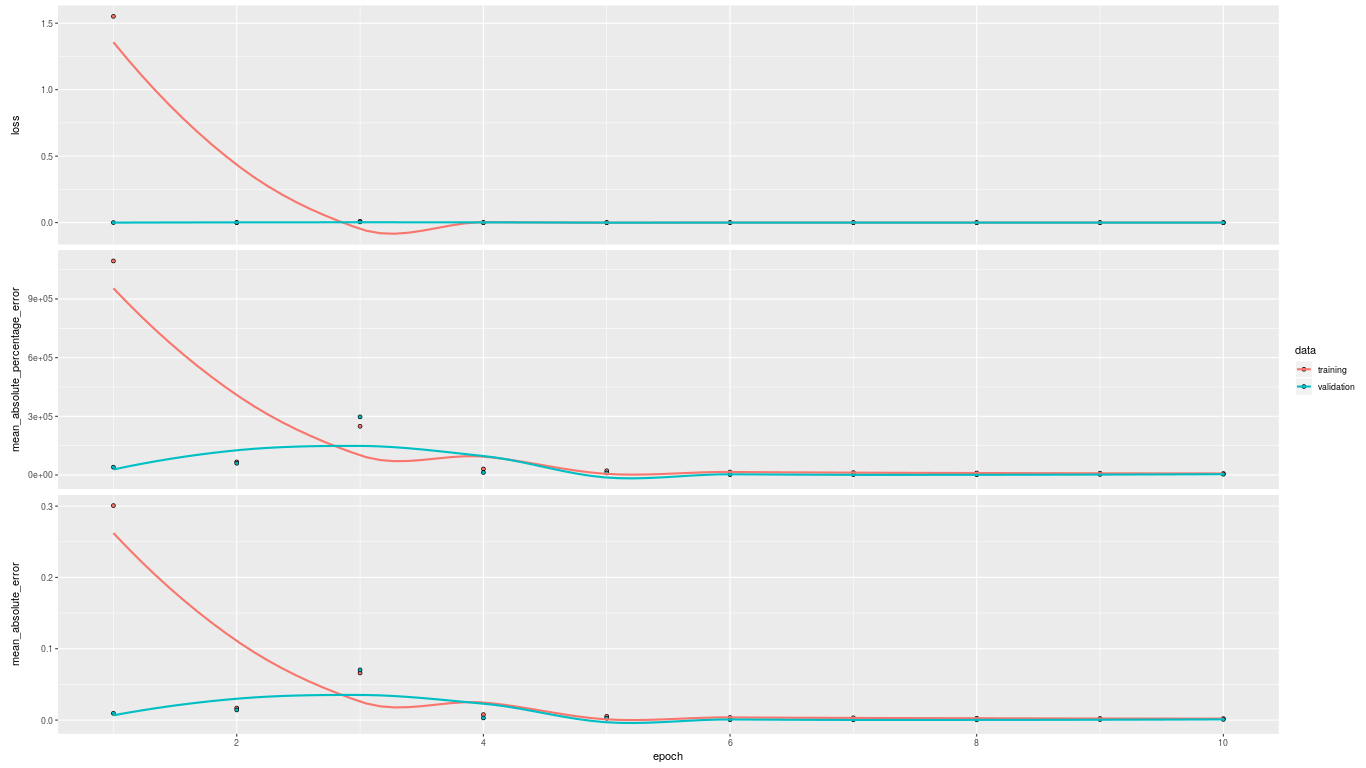 loss
1.5
1.0
0.5
0.0
mean_absolute_percentage_error
9e+05
6e+05
3e+05
0e+00
mean_absolute_error
0.3
0.2
0.1
0.0
2
4
6
8
10
epoch
data
training
validation